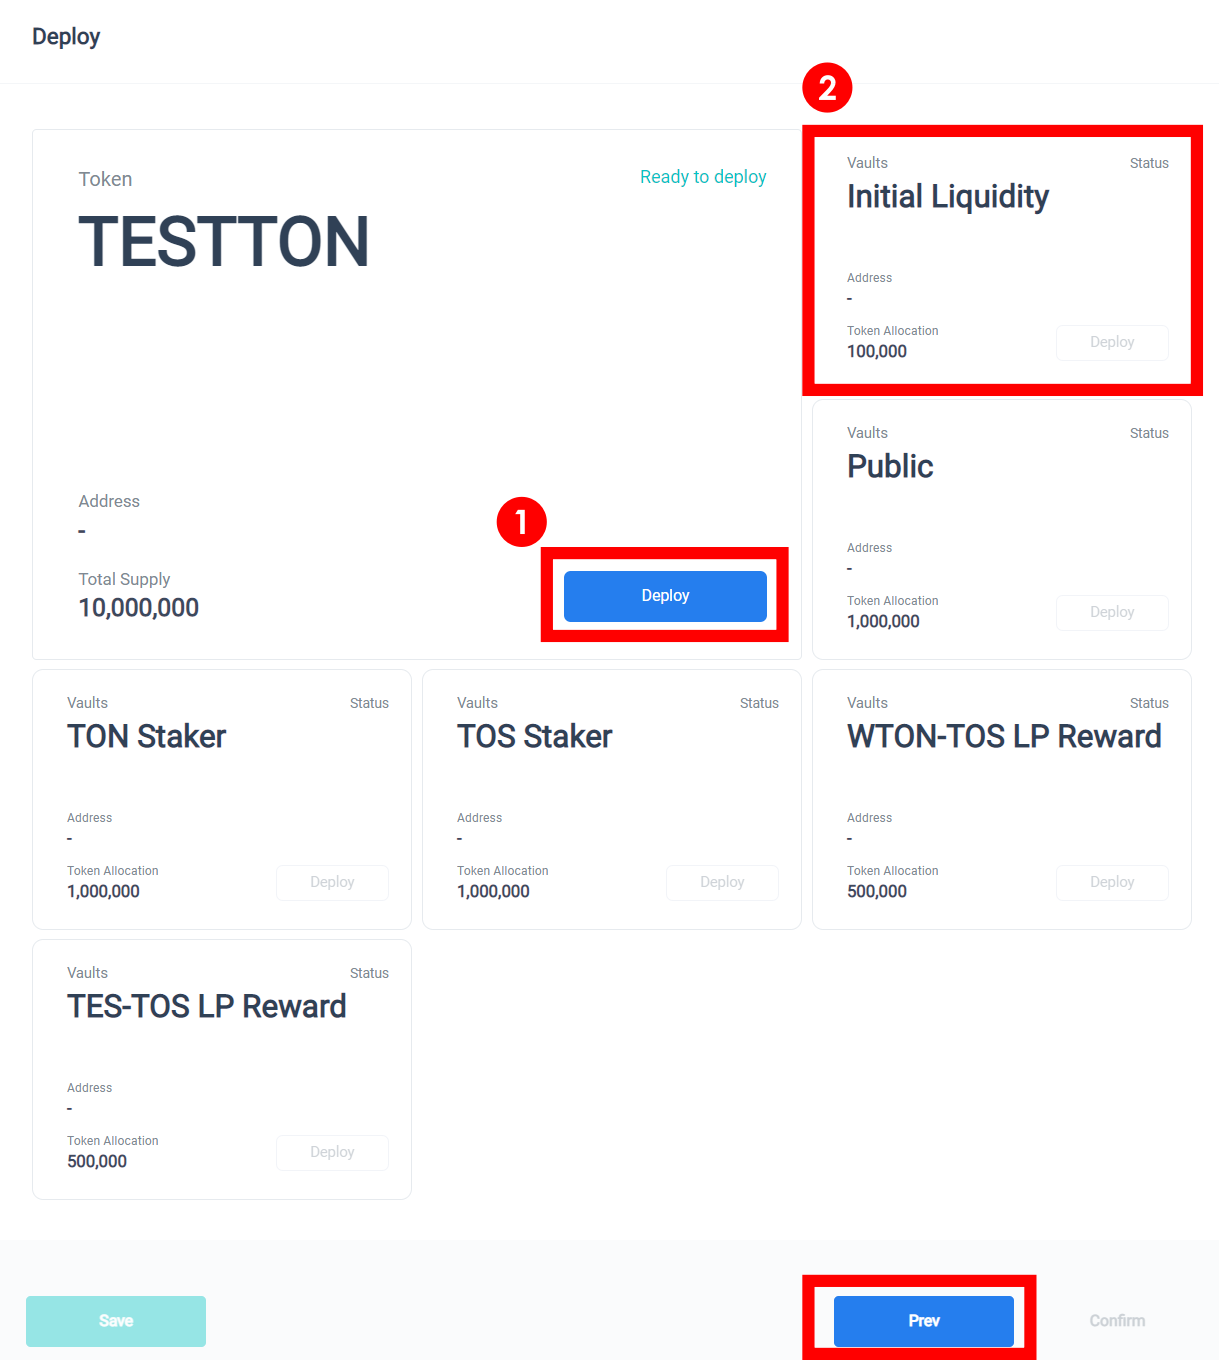 Deploy
2
Token
Ready to deploy
TESTTON
Address
-
1
Total Supply
10,000,000
Deploy
Vaults
Status
Initial Liquidity
Address
-
Token Allocation
100,000
Deploy
Vaults
Status
Public
Address
-
Token Allocation
1,000,000
Deploy
Vaults
Status
TON Staker
Address
-
Token Allocation
1,000,000
Deploy
Vaults
Status
TOS Staker
Address
-
Token Allocation
1,000,000
Deploy
Vaults
Status
WTON-TOS LP Reward
Address
-
Token Allocation
500,000
Deploy
Vaults
Status
TES-TOS LP Reward
Address
-
Token Allocation
500,000
Deploy
Save
Prev
Confirm